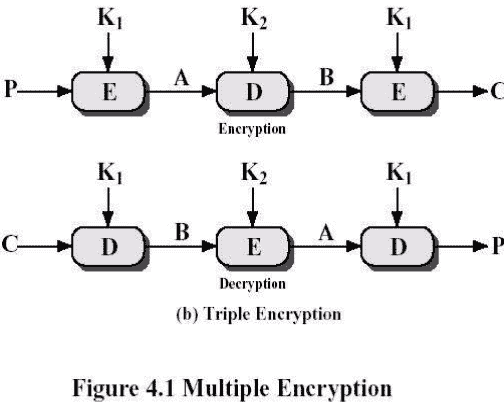 K₁ K₂ K₁
P E A D B E C
Encryption
K₁ K₂ K₁
C D B E A D P
Decryption
(b) Triple Encryption
Figure 4.1 Multiple Encryption